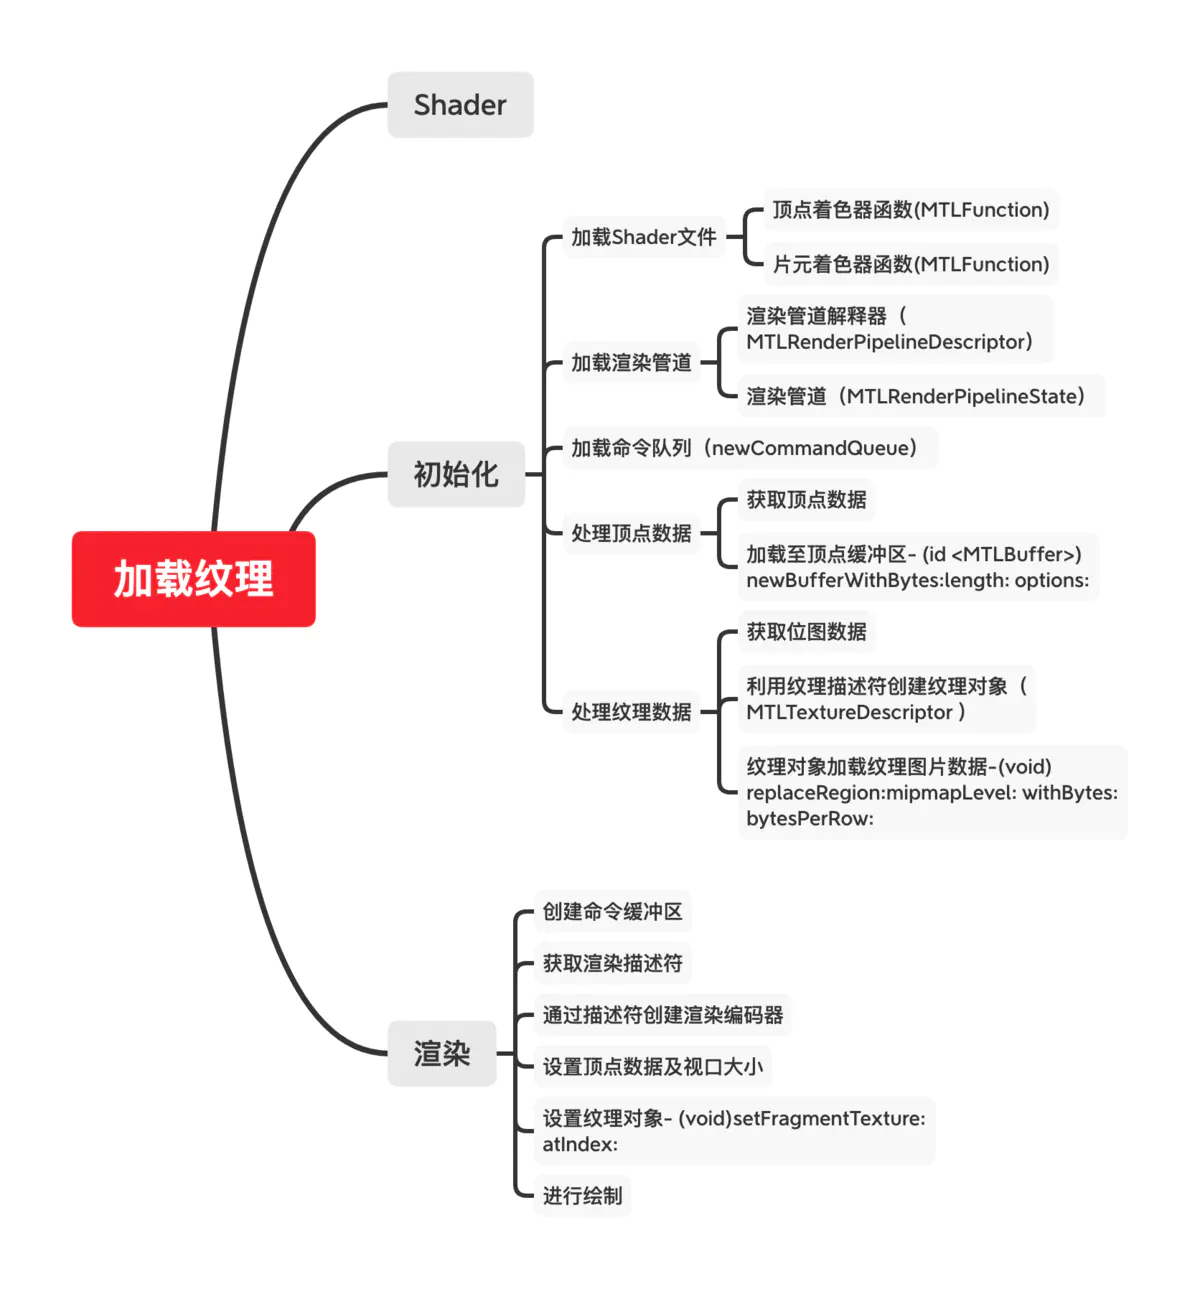 Shader
加载纹理
初始化
加载Shader文件
顶点着色器函数(MTLFunction)
片元着色器函数(MTLFunction)
加载渲染管道
渲染管道解释器（
MTLRenderPipelineDescriptor）
渲染管道（MTLRenderPipelineState）
加载命令队列（newCommandQueue）
处理顶点数据
获取顶点数据
加载至顶点缓冲区- (id <MTLBuffer>)
newBufferWithBytes:length: options:
处理纹理数据
获取位图数据
利用纹理描述符创建纹理对象（
MTLTextureDescriptor ）
纹理对象加载纹理图片数据-(void)
replaceRegion:mipmapLevel: withBytes:
bytesPerRow:
渲染
创建命令缓冲区
获取渲染描述符
通过描述符创建渲染编码器
设置顶点数据及视口大小
设置纹理对象- (void)setFragmentTexture:
atIndex:
进行绘制